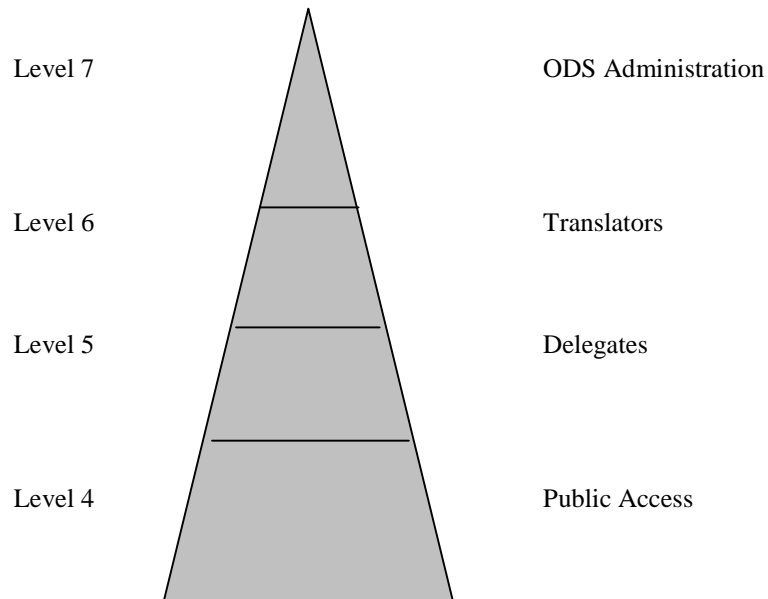 Level 7 ODS Administration
Level 6 Translators
Level 5 Delegates
Level 4 Public Access